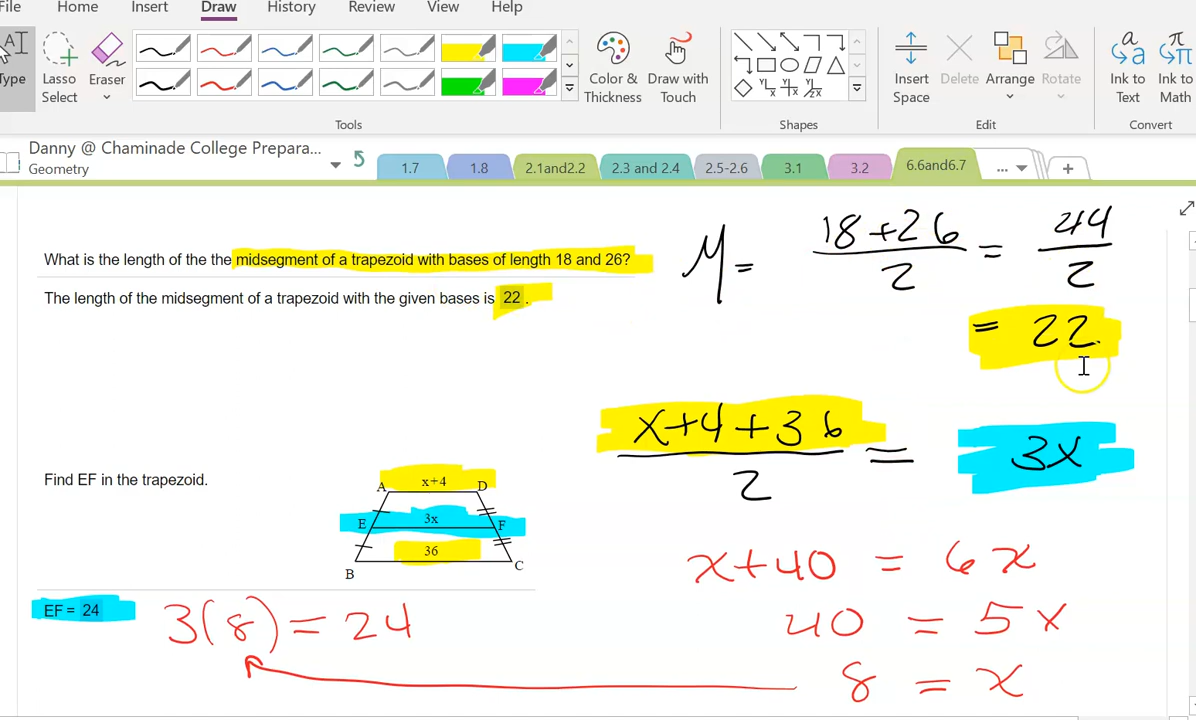 File Home Insert Draw History Review View Help
Type
Lasso Select
Eraser
Color & Thickness
Draw with Touch
Insert Space
Delete
Arrange
Rotate
Ink to Text
Ink to Math
Tools
Shapes
Edit
Convert
Danny @ Chaminade College Prepara...
Geometry
1.7 1.8 2.1and2.2 2.3 and 2.4 2.5-2.6 3.1 3.2 6.6and6.7 ... +
What is the length of the the midsegment of a trapezoid with bases of length 18 and 26?
The length of the midsegment of a trapezoid with the given bases is 22.
M = 18+26/2 = 44/2
= 22.
x+4+36/2 = 3x
Find EF in the trapezoid.
A x+4 D
E 3x F
36
B C
x+40 = 6x
EF = 24 3(8) = 24
40 = 5x
8 = x